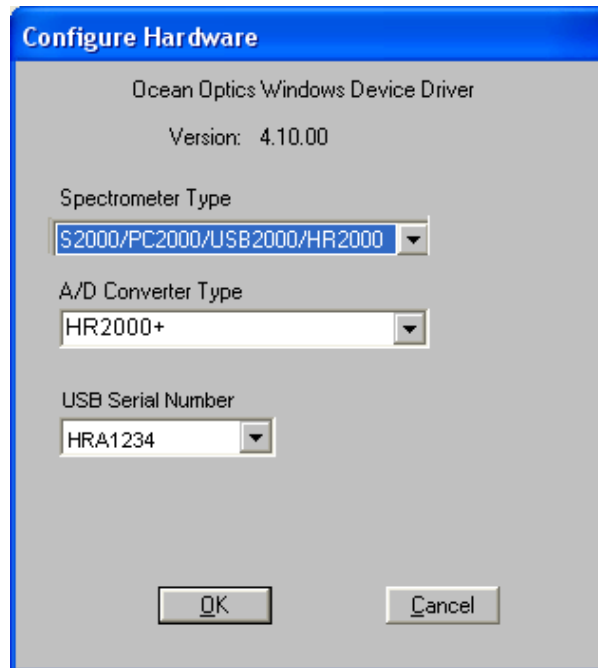 Configure Hardware
Ocean Optics Windows Device Driver
Version: 4.10.00
Spectrometer Type
S2000/PC2000/USB2000/HR2000
A/D Converter Type
HR2000+
USB Serial Number
HRA1234
OK Cancel